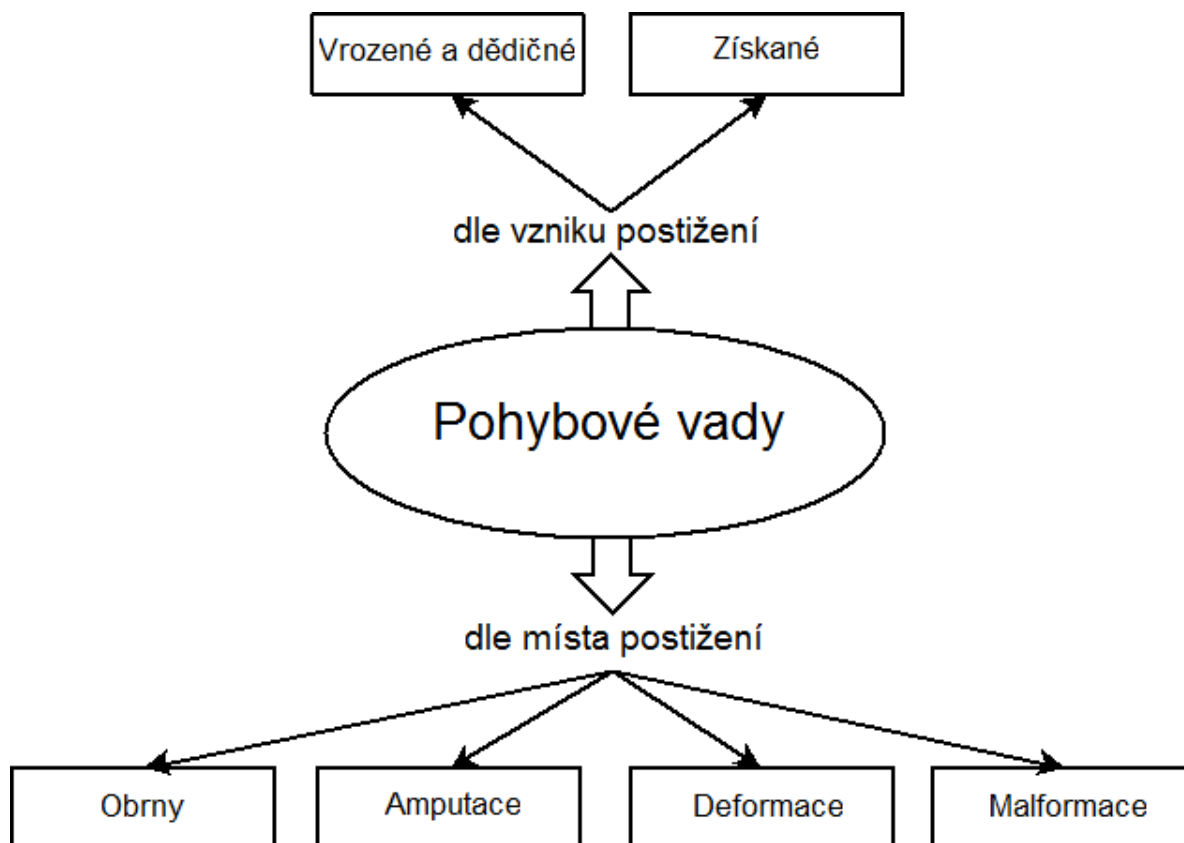 Vrozené a dědičné
Získané
dle vzniku postižení
Pohybové vady
dle místa postižení
Obrny
Amputace
Deformace
Malformace